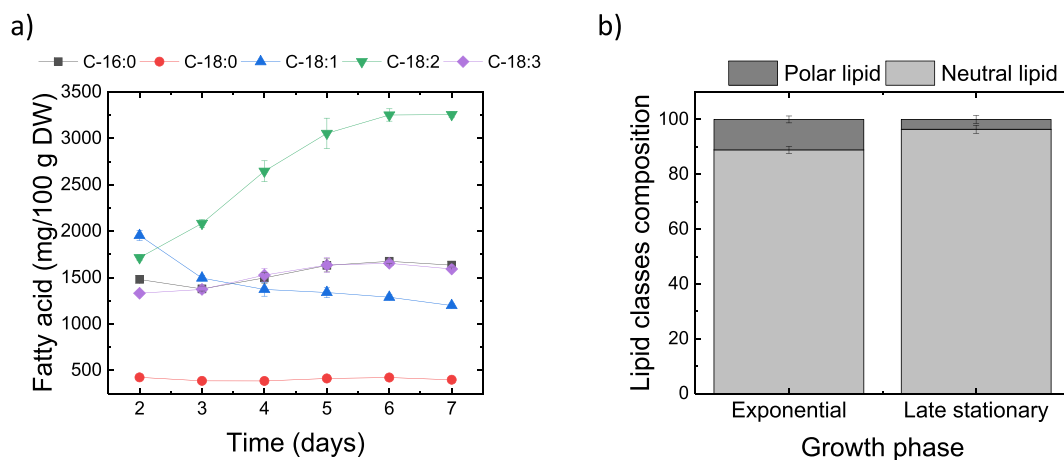 a)
C-16:0 C-18:0 C-18:1 C-18:2 C-18:3
3500
3000
2500
2000
1500
1000
500
Fatty acid (mg/100 g DW)
2 3 4 5 6 7
Time (days)
b)
Polar lipid Neutral lipid
100
80
60
40
20
0
Lipid classes composition
Exponential Late stationary
Growth phase